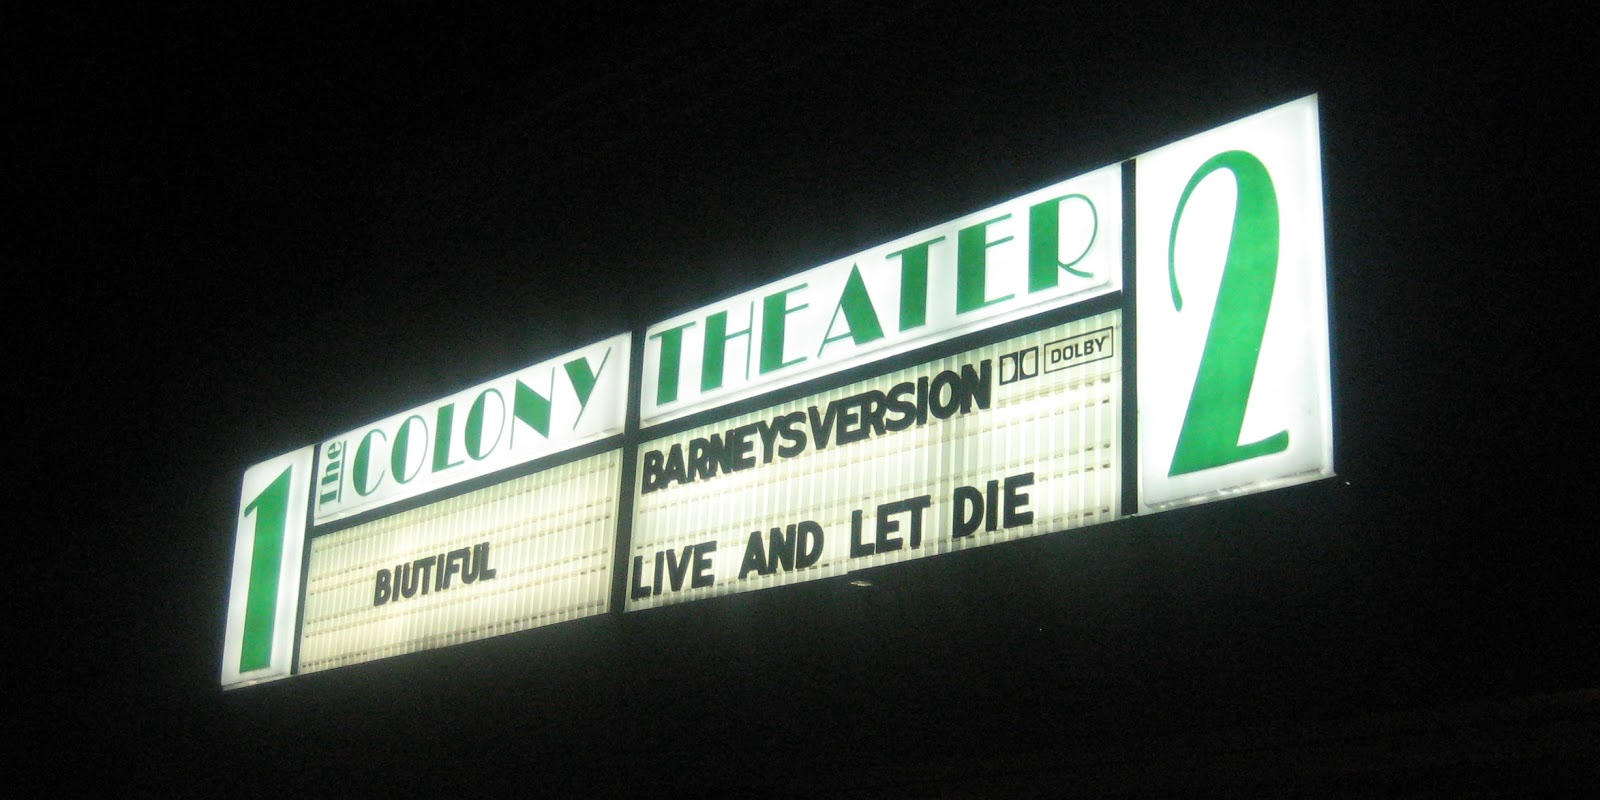 1
The COLONY THEATER
2
BIUTIFUL
BARNEYSVERSION
DOLBY
LIVE AND LET DIE